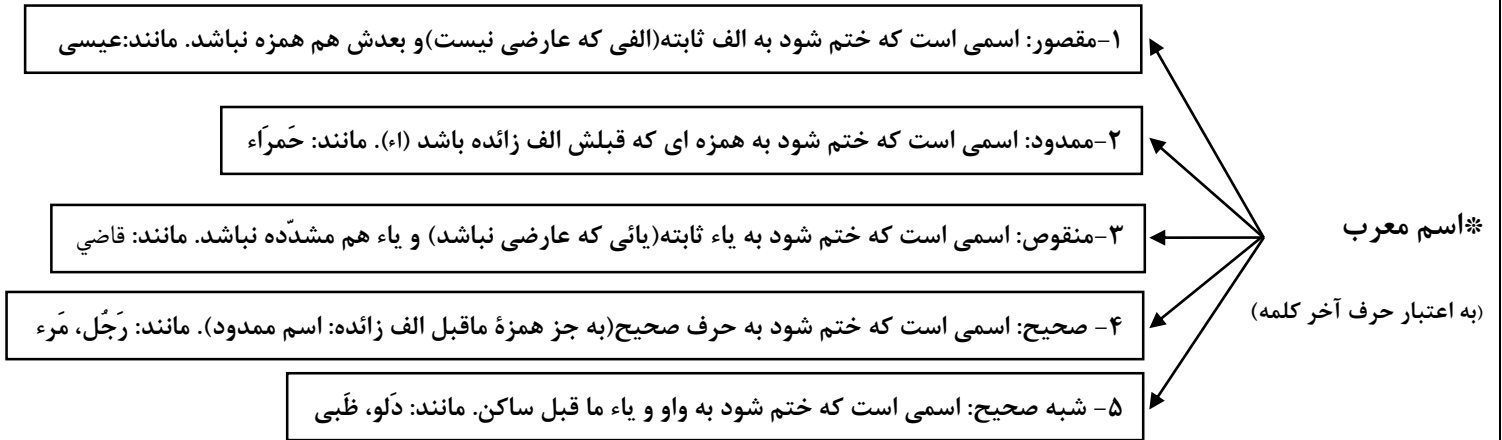 *اسم معرب
(به اعتبار حرف آخر کلمه)
۱-مقصور: اسمی است که ختم شود به الف ثابته(الفی که عارضی نیست)و بعدش هم همزه نباشد. مانند:عیسی
۲-ممدود: اسمی است که ختم شود به همزه ای که قبلش الف زائده باشد (اء). مانند: حَمرَاء
۳-منقوص: اسمی است که ختم شود به یاء ثابته(یائی که عارضی نباشد) و یاء هم مشدّده نباشد. مانند: قاضي
۴- صحیح: اسمی است که ختم شود به حرف صحیح(به جز همزۀ ماقبل الف زائده: اسم ممدود). مانند: رَجُل، مَرء
۵- شبه صحیح: اسمی است که ختم شود به واو و یاء ما قبل ساکن. مانند: دَلو، ظَبی